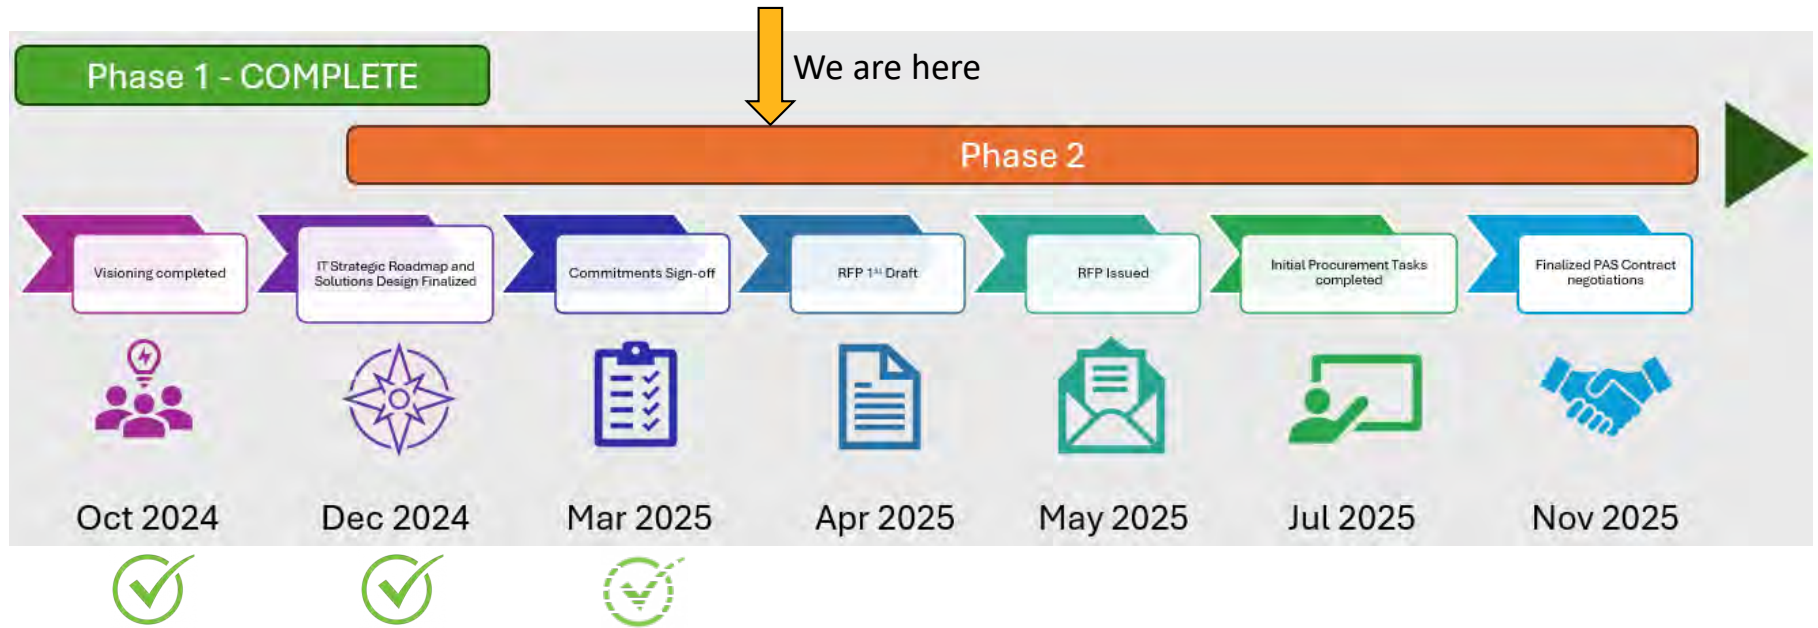 We are here
Phase 1 - COMPLETE
Phase 2
Visioning completed
IT Strategic Roadmap and
Solutions Design Finalized
Commitments Sign-off
RFP 1st Draft
RFP Issued
Initial Procurement Tasks
completed
Finalized PAS Contract
negotiations
Oct 2024
Dec 2024
Mar 2025
Apr 2025
May 2025
Jul 2025
Nov 2025